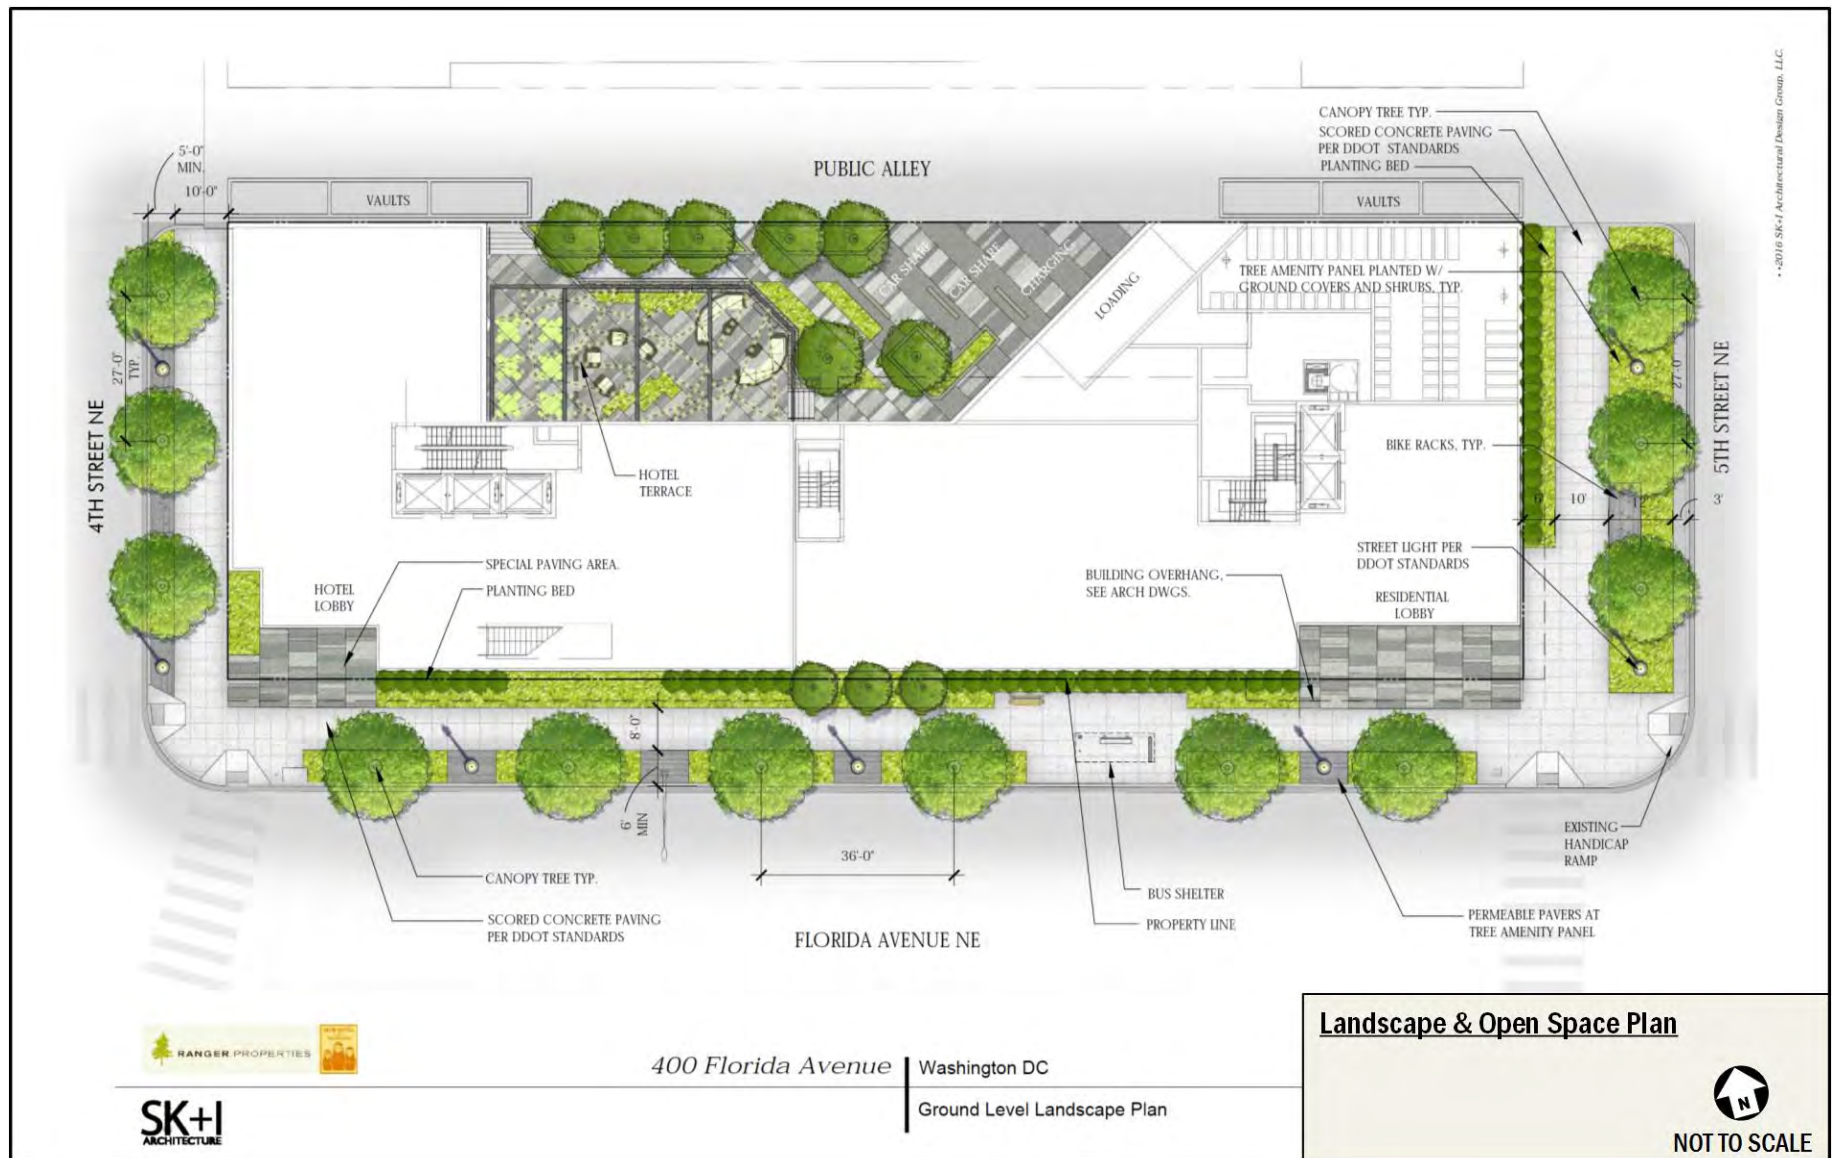 CANOPY TREE TYP.
SCORED CONCRETE PAVING
PER DDOT STANDARDS
PLANTING BED
••2016 SK+I Architectural Design Group, LLC.
5'-0"
MIN.
10'-0"
PUBLIC ALLEY
VAULTS
VAULTS
CAR SHARE
CAR SHARE
CHARGING
LOADING
TREE AMENITY PANEL PLANTED W/
GROUND COVERS AND SHRUBS, TYP.
27'-0"
TYP.
27'-0
4TH STREET NE
5TH STREET NE
HOTEL
TERRACE
BIKE RACKS, TYP.
6'
10'
3'
SPECIAL PAVING AREA.
PLANTING BED
HOTEL
LOBBY
BUILDING OVERHANG,
SEE ARCH DWGS.
STREET LIGHT PER
DDOT STANDARDS
RESIDENTIAL
LOBBY
8'-0"
6'
MIN
36'-0"
EXISTING
HANDICAP
RAMP
CANOPY TREE TYP.
SCORED CONCRETE PAVING
PER DDOT STANDARDS
BUS SHELTER
PROPERTY LINE
PERMEABLE PAVERS AT
TREE AMENITY PANEL
FLORIDA AVENUE NE
RANGER PROPERTIES
400 Florida Avenue
Washington DC
Ground Level Landscape Plan
SK+I
ARCHITECTURE
Landscape & Open Space Plan
N
NOT TO SCALE